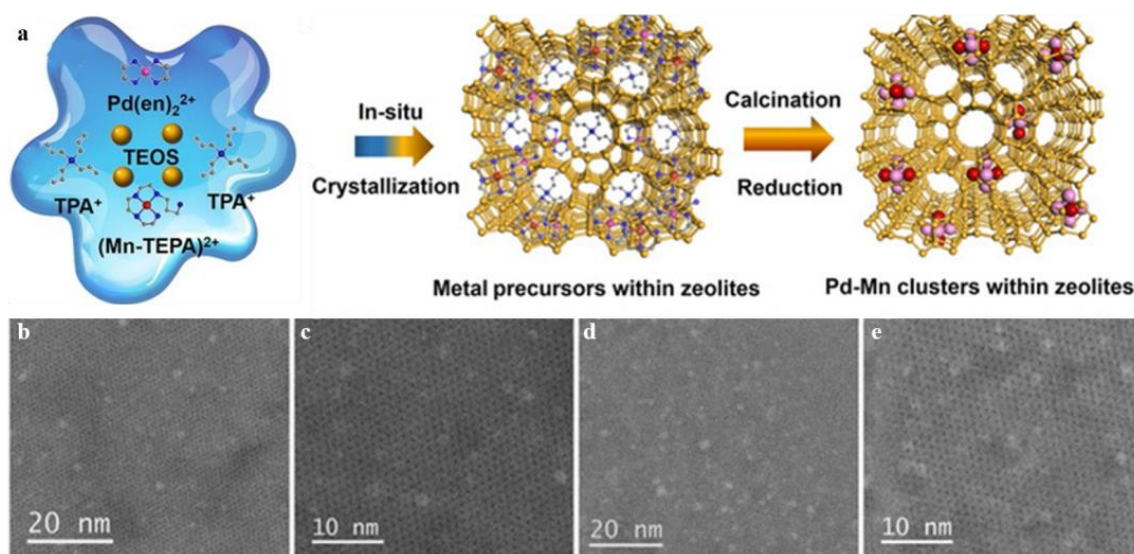 a
Pd(en)₂²⁺
TEOS
TPA⁺
TPA⁺
(Mn-TEPA)²⁺
In-situ
Crystallization
Metal precursors within zeolites
Calcination
Reduction
Pd-Mn clusters within zeolites
b
20 nm
c
10 nm
d
20 nm
e
10 nm